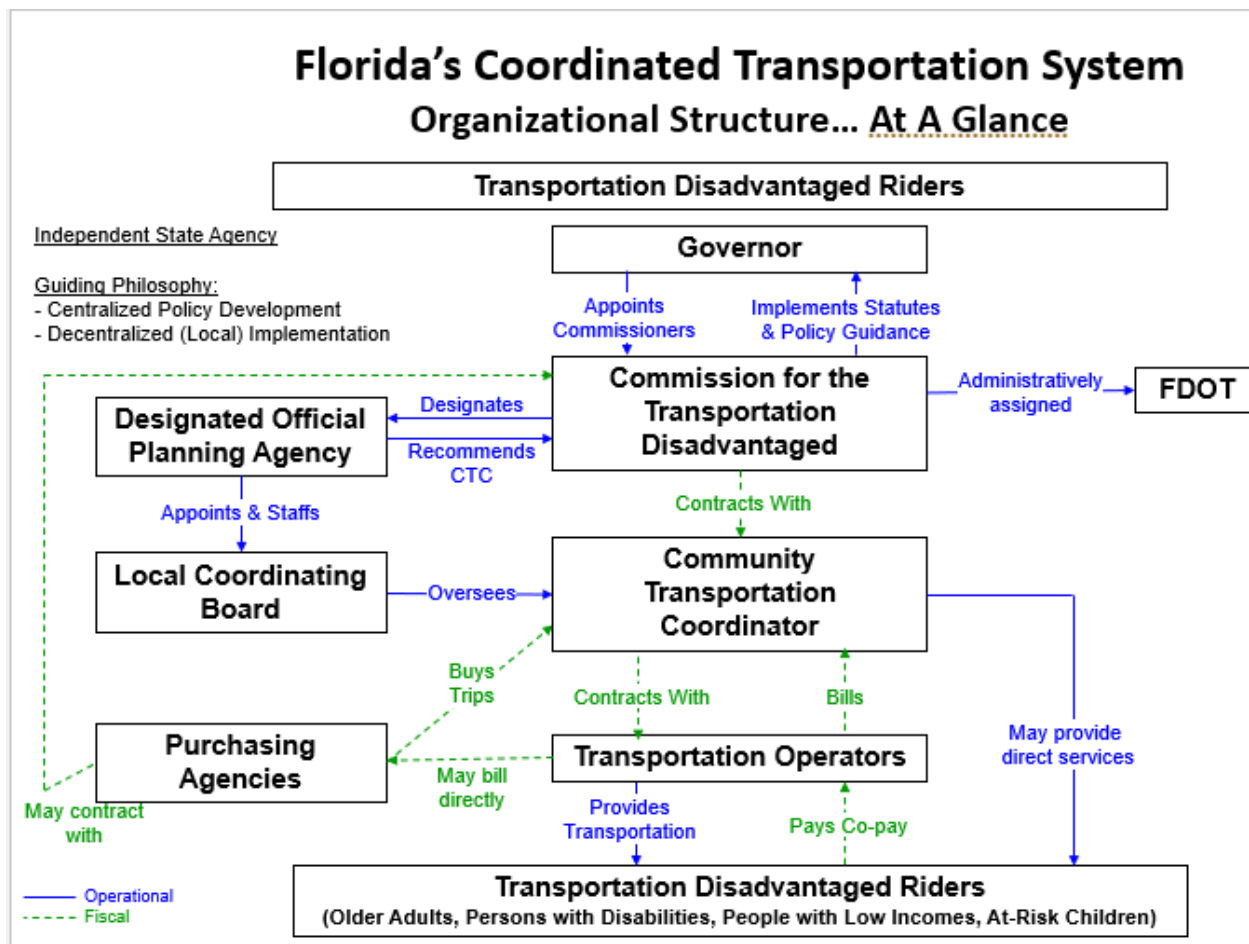 Florida's Coordinated Transportation System
Organizational Structure... At A Glance
Transportation Disadvantaged Riders
Independent State Agency
Guiding Philosophy:
- Centralized Policy Development
- Decentralized (Local) Implementation
Governor
Appoints
Commissioners
Implements Statutes
& Policy Guidance
Commission for the
Transportation
Disadvantaged
Administratively
assigned
FDOT
Designated Official
Planning Agency
Designates
Recommends
CTC
Appoints & Staffs
Contracts With
Local Coordinating
Board
Oversees
Community
Transportation
Coordinator
Buys
Trips
Contracts With
Bills
Purchasing
Agencies
May contract
with
May bill
directly
Transportation Operators
May provide
direct services
Provides
Transportation
Pays Co-pay
Transportation Disadvantaged Riders
(Older Adults, Persons with Disabilities, People with Low Incomes, At-Risk Children)
Operational
Fiscal